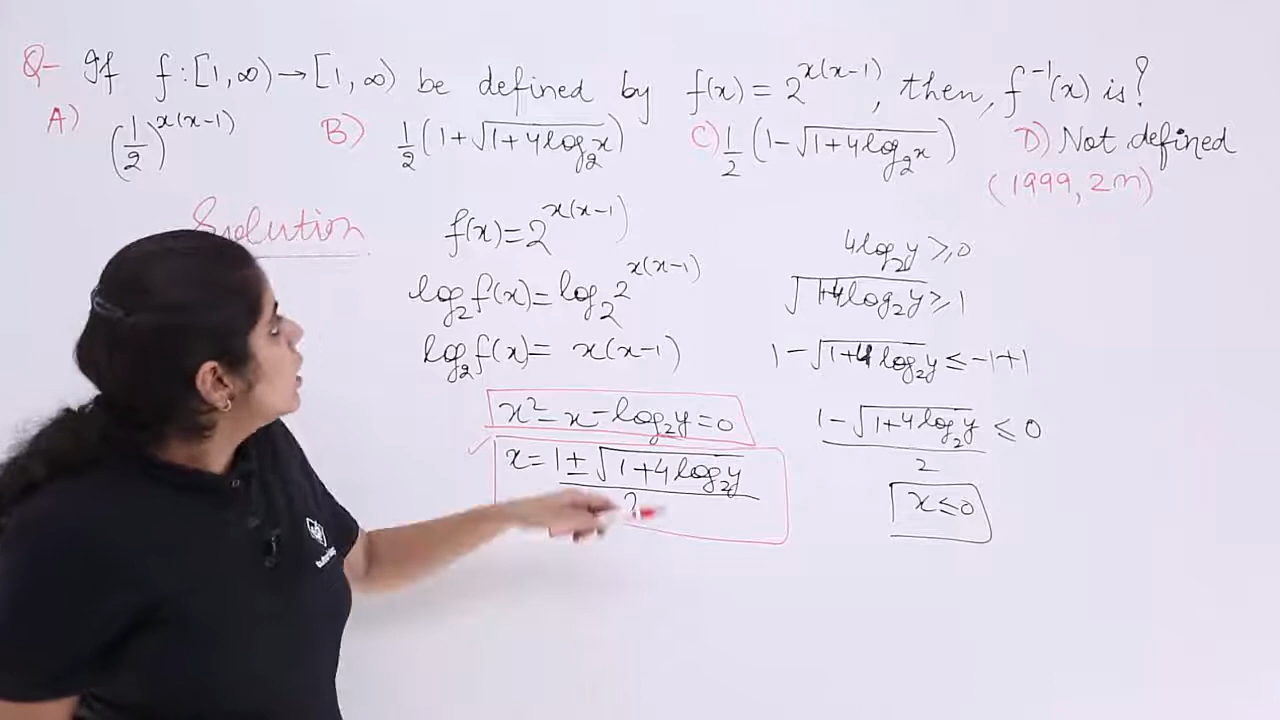 Q- If f:[1,∞)→[1,∞) be defined by f(x)=2^{x(x-1)}, then, f^{-1}(x) is?
A) (1/2)^{x(x-1)} B) 1/2(1+√(1+4log₂x)) C) 1/2(1-√(1+4log₂x)) D) Not defined
(1999, 2m)
Solution
f(x)=2^{x(x-1)}
log₂f(x)=log₂2^{x(x-1)}
log₂f(x)= x(x-1)
x²-x-log₂y=0
x=(1±√(1+4log₂y))/2
4log₂y≥0
√(1+4log₂y)≥1
1-√(1+4log₂y)≤-1+1
(1-√(1+4log₂y))/2≤0
x≤0